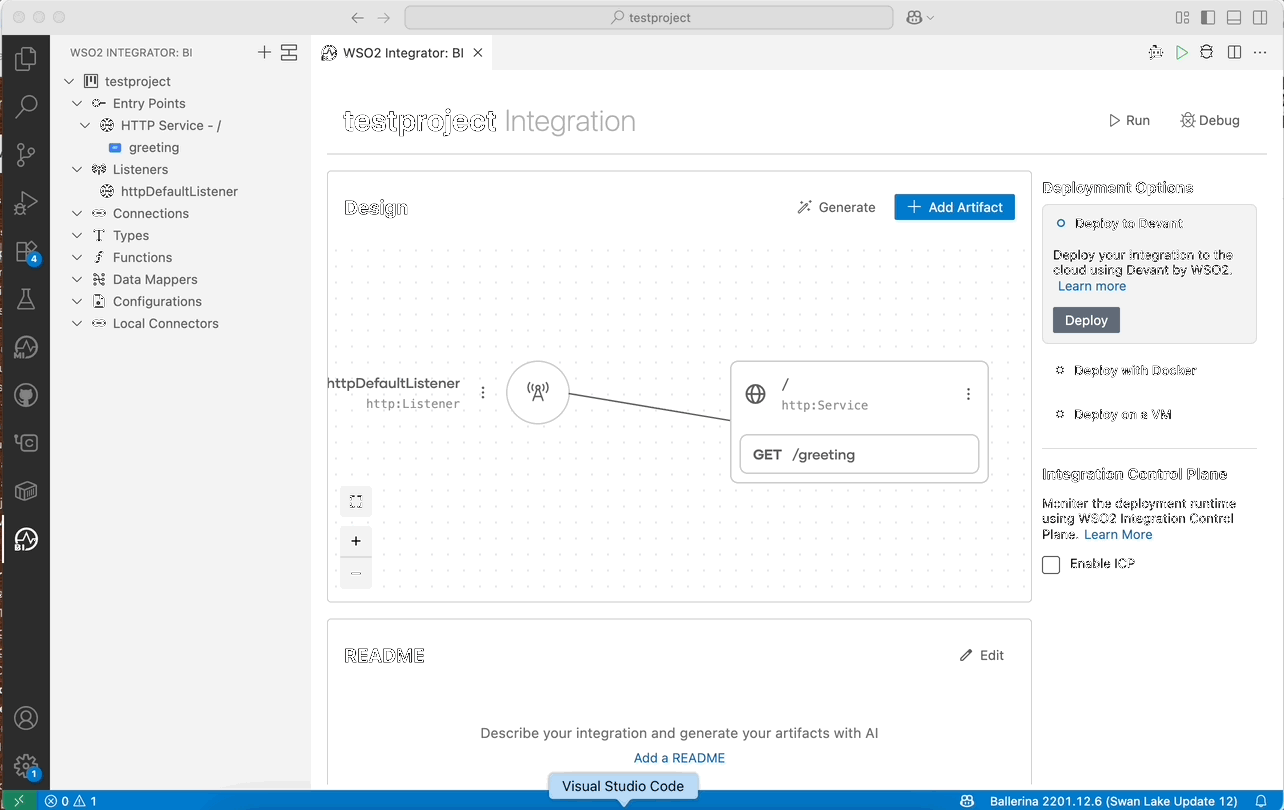 testproject
WSO2 INTEGRATOR: BI
testproject
Entry Points
HTTP Service - /
greeting
Listeners
httpDefaultListener
Connections
Types
Functions
Data Mappers
Configurations
Local Connectors
4
MI
BI
1
WSO2 Integrator: BI
testproject Integration
Run
Debug
Design
Generate
Add Artifact
httpDefaultListener
http:Listener
/
http:Service
GET /greeting
README
Edit
Describe your integration and generate your artifacts with AI
Add a README
Deployment Options
Deploy to Devant
Deploy your integration to the
cloud using Devant by WSO2.
Learn more
Deploy
Deploy with Docker
Deploy on a VM
Integration Control Plane
Moniter the deployment runtime
using WSO2 Integration Control
Plane. Learn More
Enable ICP
Visual Studio Code
0 1
Ballerina 2201.12.6 (Swan Lake Update 12)